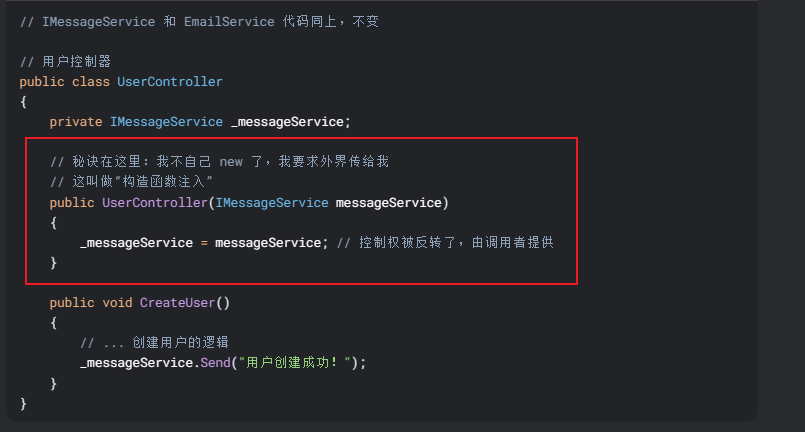 // IMessageService 和 EmailService 代码同上，不变
// 用户控制器
public class UserController
{
private IMessageService _messageService;
// 秘诀在这里：我不自己 new 了，我要求外界传给我
// 这叫做“构造函数注入”
public UserController(IMessageService messageService)
{
_messageService = messageService; // 控制权被反转了，由调用者提供
}
public void CreateUser()
{
// ... 创建用户的逻辑
_messageService.Send("用户创建成功！");
}
}